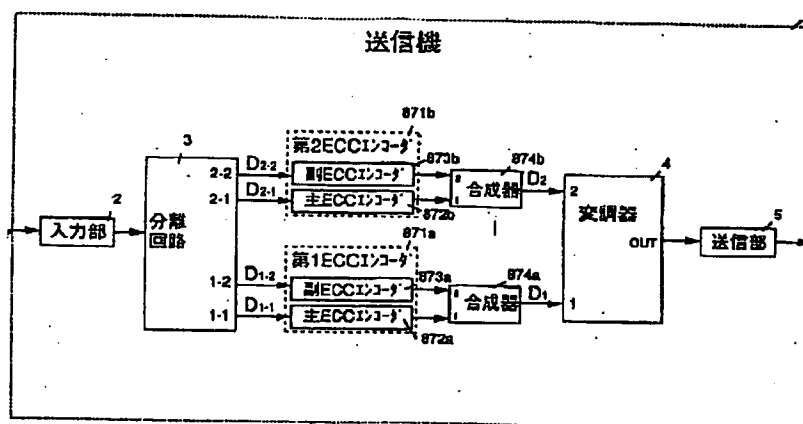 送信機
871b
3
第2ECCエンコーダ
873b
874b
4
2-2
D2-2
副ECCエンコーダ
2
合成器
D2
2
2-1
D2-1
主ECCエンコーダ
1
変調器
2
872b
5
入力部
分離
回路
871a
OUT
送信部
第1ECCエンコーダ
873a
874a
1-2
D1-2
副ECCエンコーダ
2
合成器
D1
1
1-1
D1-1
主ECCエンコーダ
1
872a